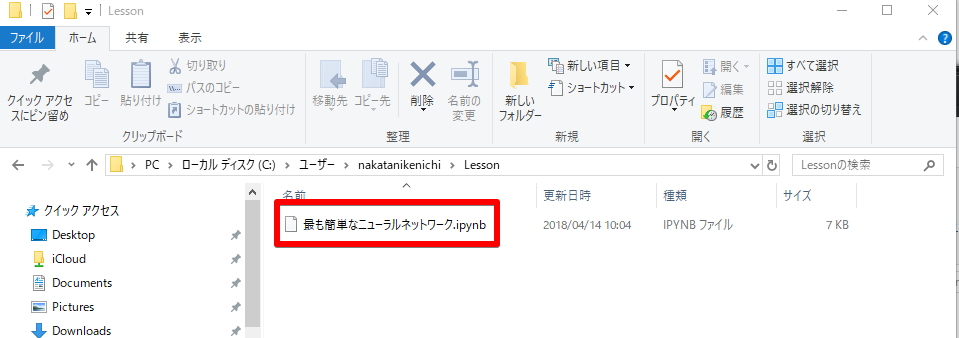 Lesson
ファイル ホーム 共有 表示
クイック アクセスにピン留め
コピー
貼り付け
切り取り
パスのコピー
ショートカットの貼り付け
クリップボード
移動先
コピー先
削除
名前の変更
整理
新しいフォルダー
新しい項目
ショートカット
新規
プロパティ
開く
編集
履歴
開く
すべて選択
選択解除
選択の切り替え
選択
PC > ローカル ディスク (C:) > ユーザー > nakatanikenichi > Lesson
Lessonの検索
名前 更新日時 種類 サイズ
最も簡単なニューラルネットワーク.ipynb 2018/04/14 10:04 IPYNB ファイル 7 KB
クイック アクセス
Desktop
iCloud
Documents
Pictures
Downloads